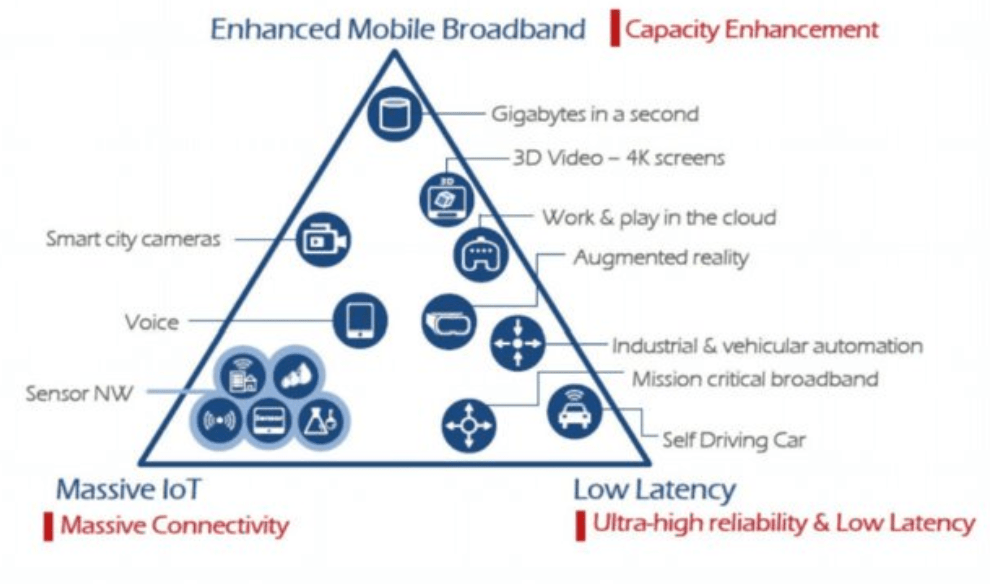 Enhanced Mobile Broadband
Capacity Enhancement
Gigabytes in a second
3D Video – 4K screens
3D
Work & play in the cloud
Smart city cameras
Augmented reality
Voice
Industrial & vehicular automation
Mission critical broadband
Sensor NW
Self Driving Car
Massive IoT
Low Latency
Massive Connectivity
Ultra-high reliability & Low Latency